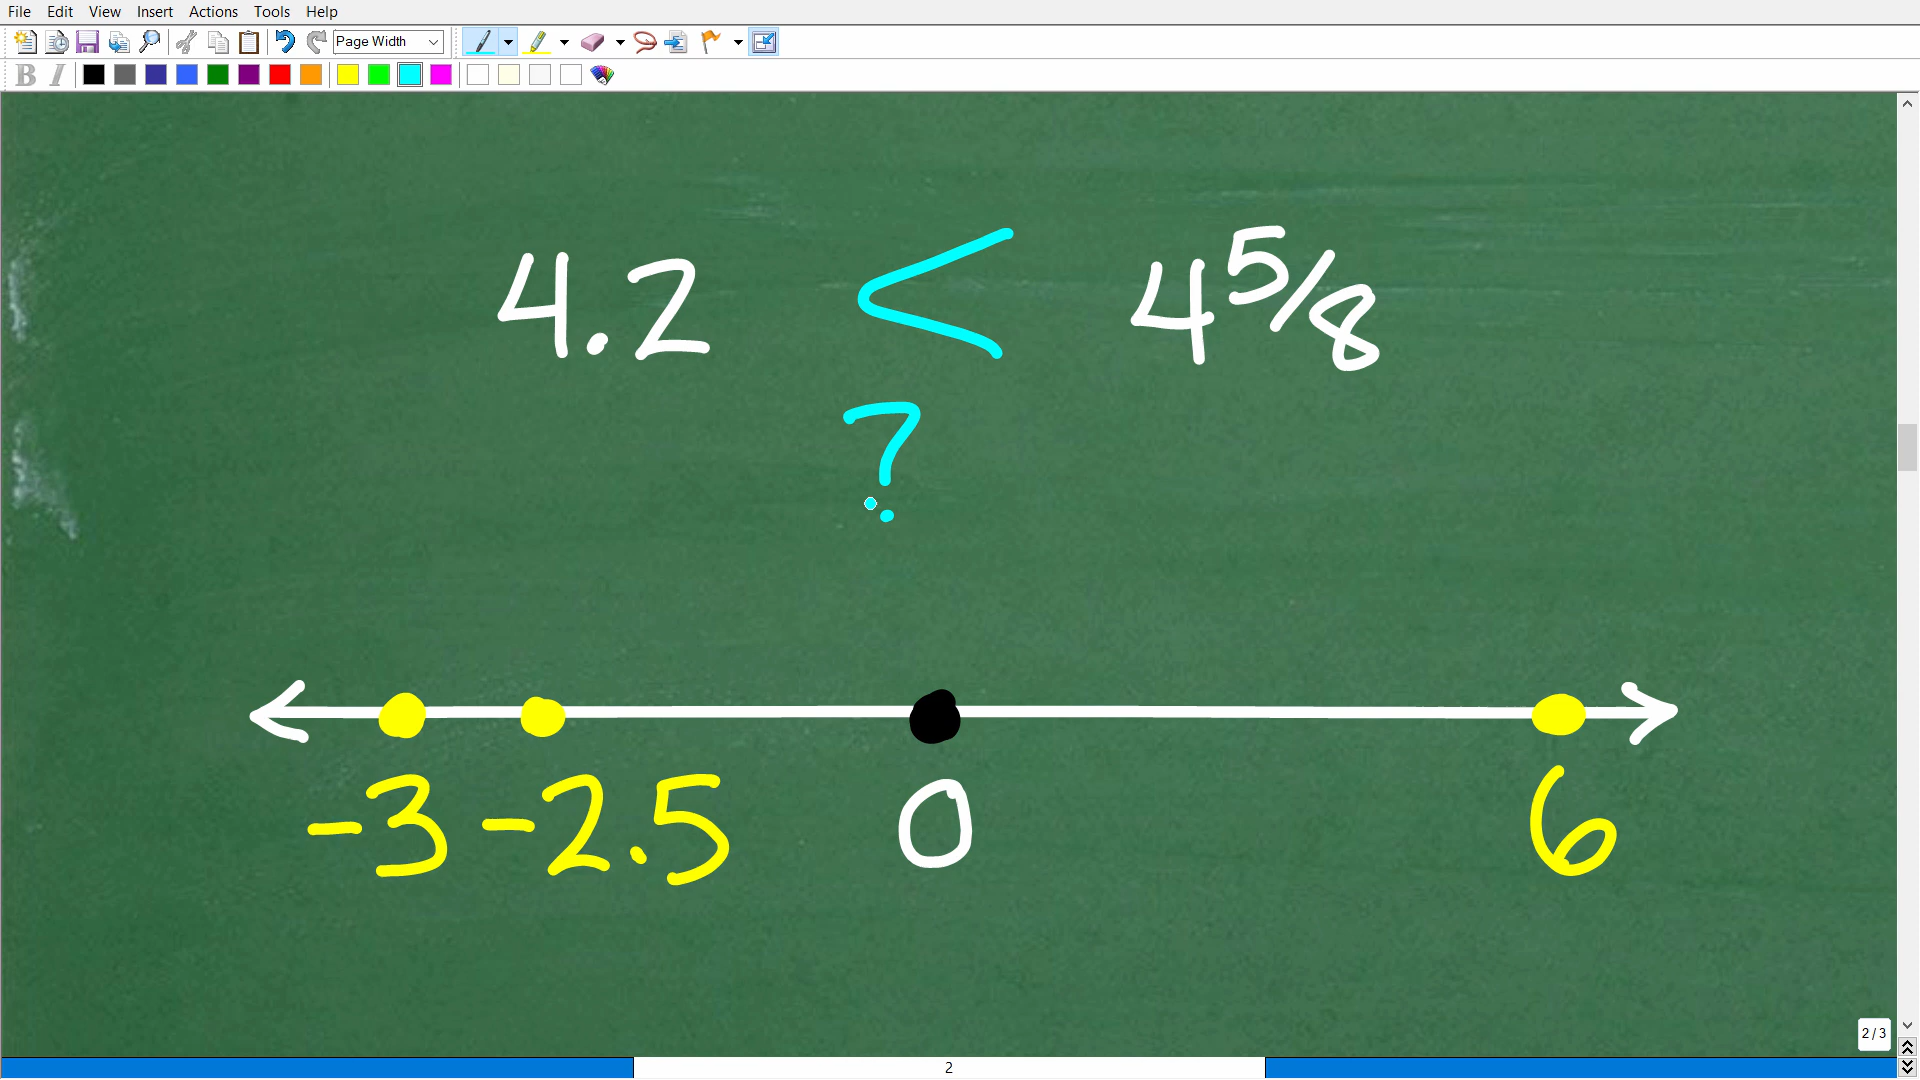 File Edit View Insert Actions Tools Help
Page Width
B I
4.2 < 4 5/8
?
-3 -2.5 0 6
2 / 3
2